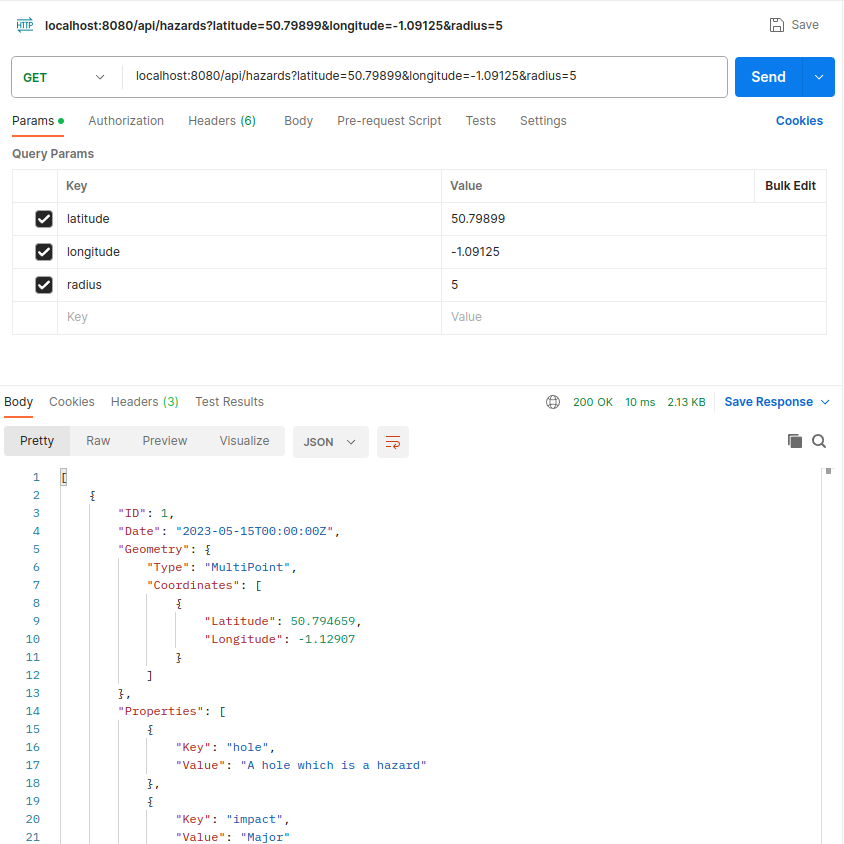 HTTP localhost:8080/api/hazards?latitude=50.79899&longitude=-1.09125&radius=5 Save
GET localhost:8080/api/hazards?latitude=50.79899&longitude=-1.09125&radius=5 Send
Params Authorization Headers (6) Body Pre-request Script Tests Settings Cookies
Query Params
Key Value Bulk Edit
latitude 50.79899
longitude -1.09125
radius 5
Key Value
Body Cookies Headers (3) Test Results 200 OK 10 ms 2.13 KB Save Response
Pretty Raw Preview Visualize JSON
1 [
2 {
3 "ID": 1,
4 "Date": "2023-05-15T00:00:00Z",
5 "Geometry": {
6 "Type": "MultiPoint",
7 "Coordinates": [
8 {
9 "Latitude": 50.794659,
10 "Longitude": -1.12907
11 }
12 ]
13 },
14 "Properties": [
15 {
16 "Key": "hole",
17 "Value": "A hole which is a hazard"
18 },
19 {
20 "Key": "impact",
21 "Value": "Major"